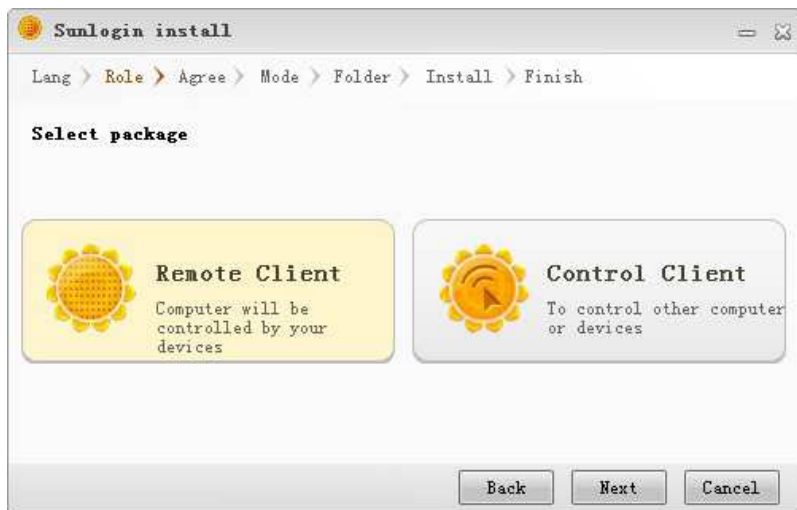 Sunlogin install
Lang > Role > Agree > Mode > Folder > Install > Finish
Select package
Remote Client
Computer will be
controlled by your
devices
Control Client
To control other computer
or devices
Back Next Cancel